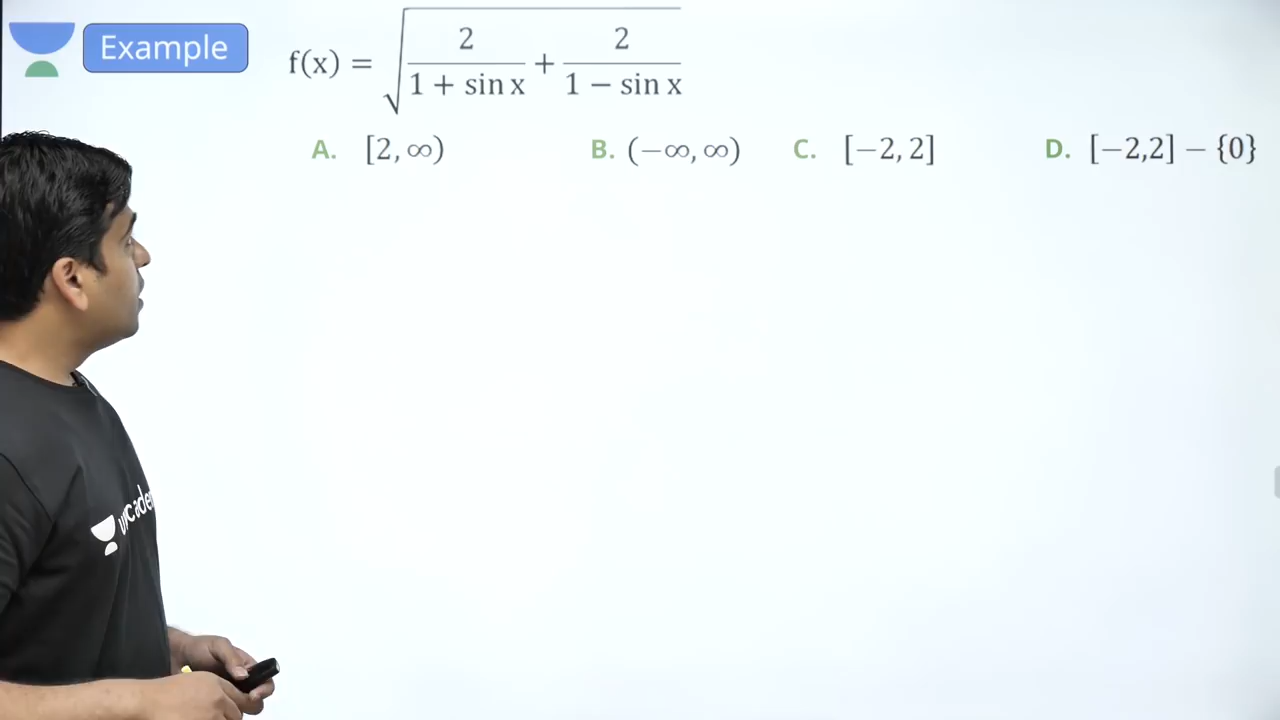 Example
f(x) = √(2/(1 + sin x) + 2/(1 − sin x))
A. [2, ∞) B. (−∞, ∞) C. [−2, 2] D. [−2,2] − {0}